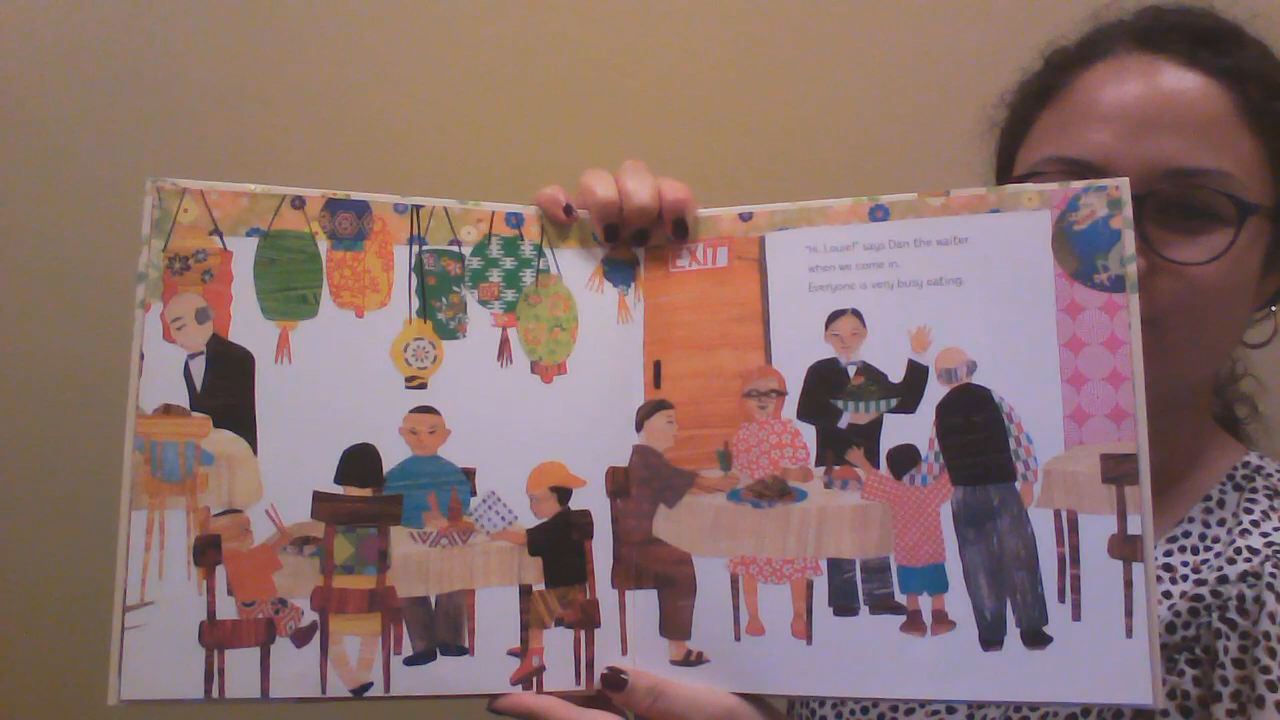 EXIT
"Hi, Louie!" says Dan the waiter
when we come in.
Everyone is very busy eating.